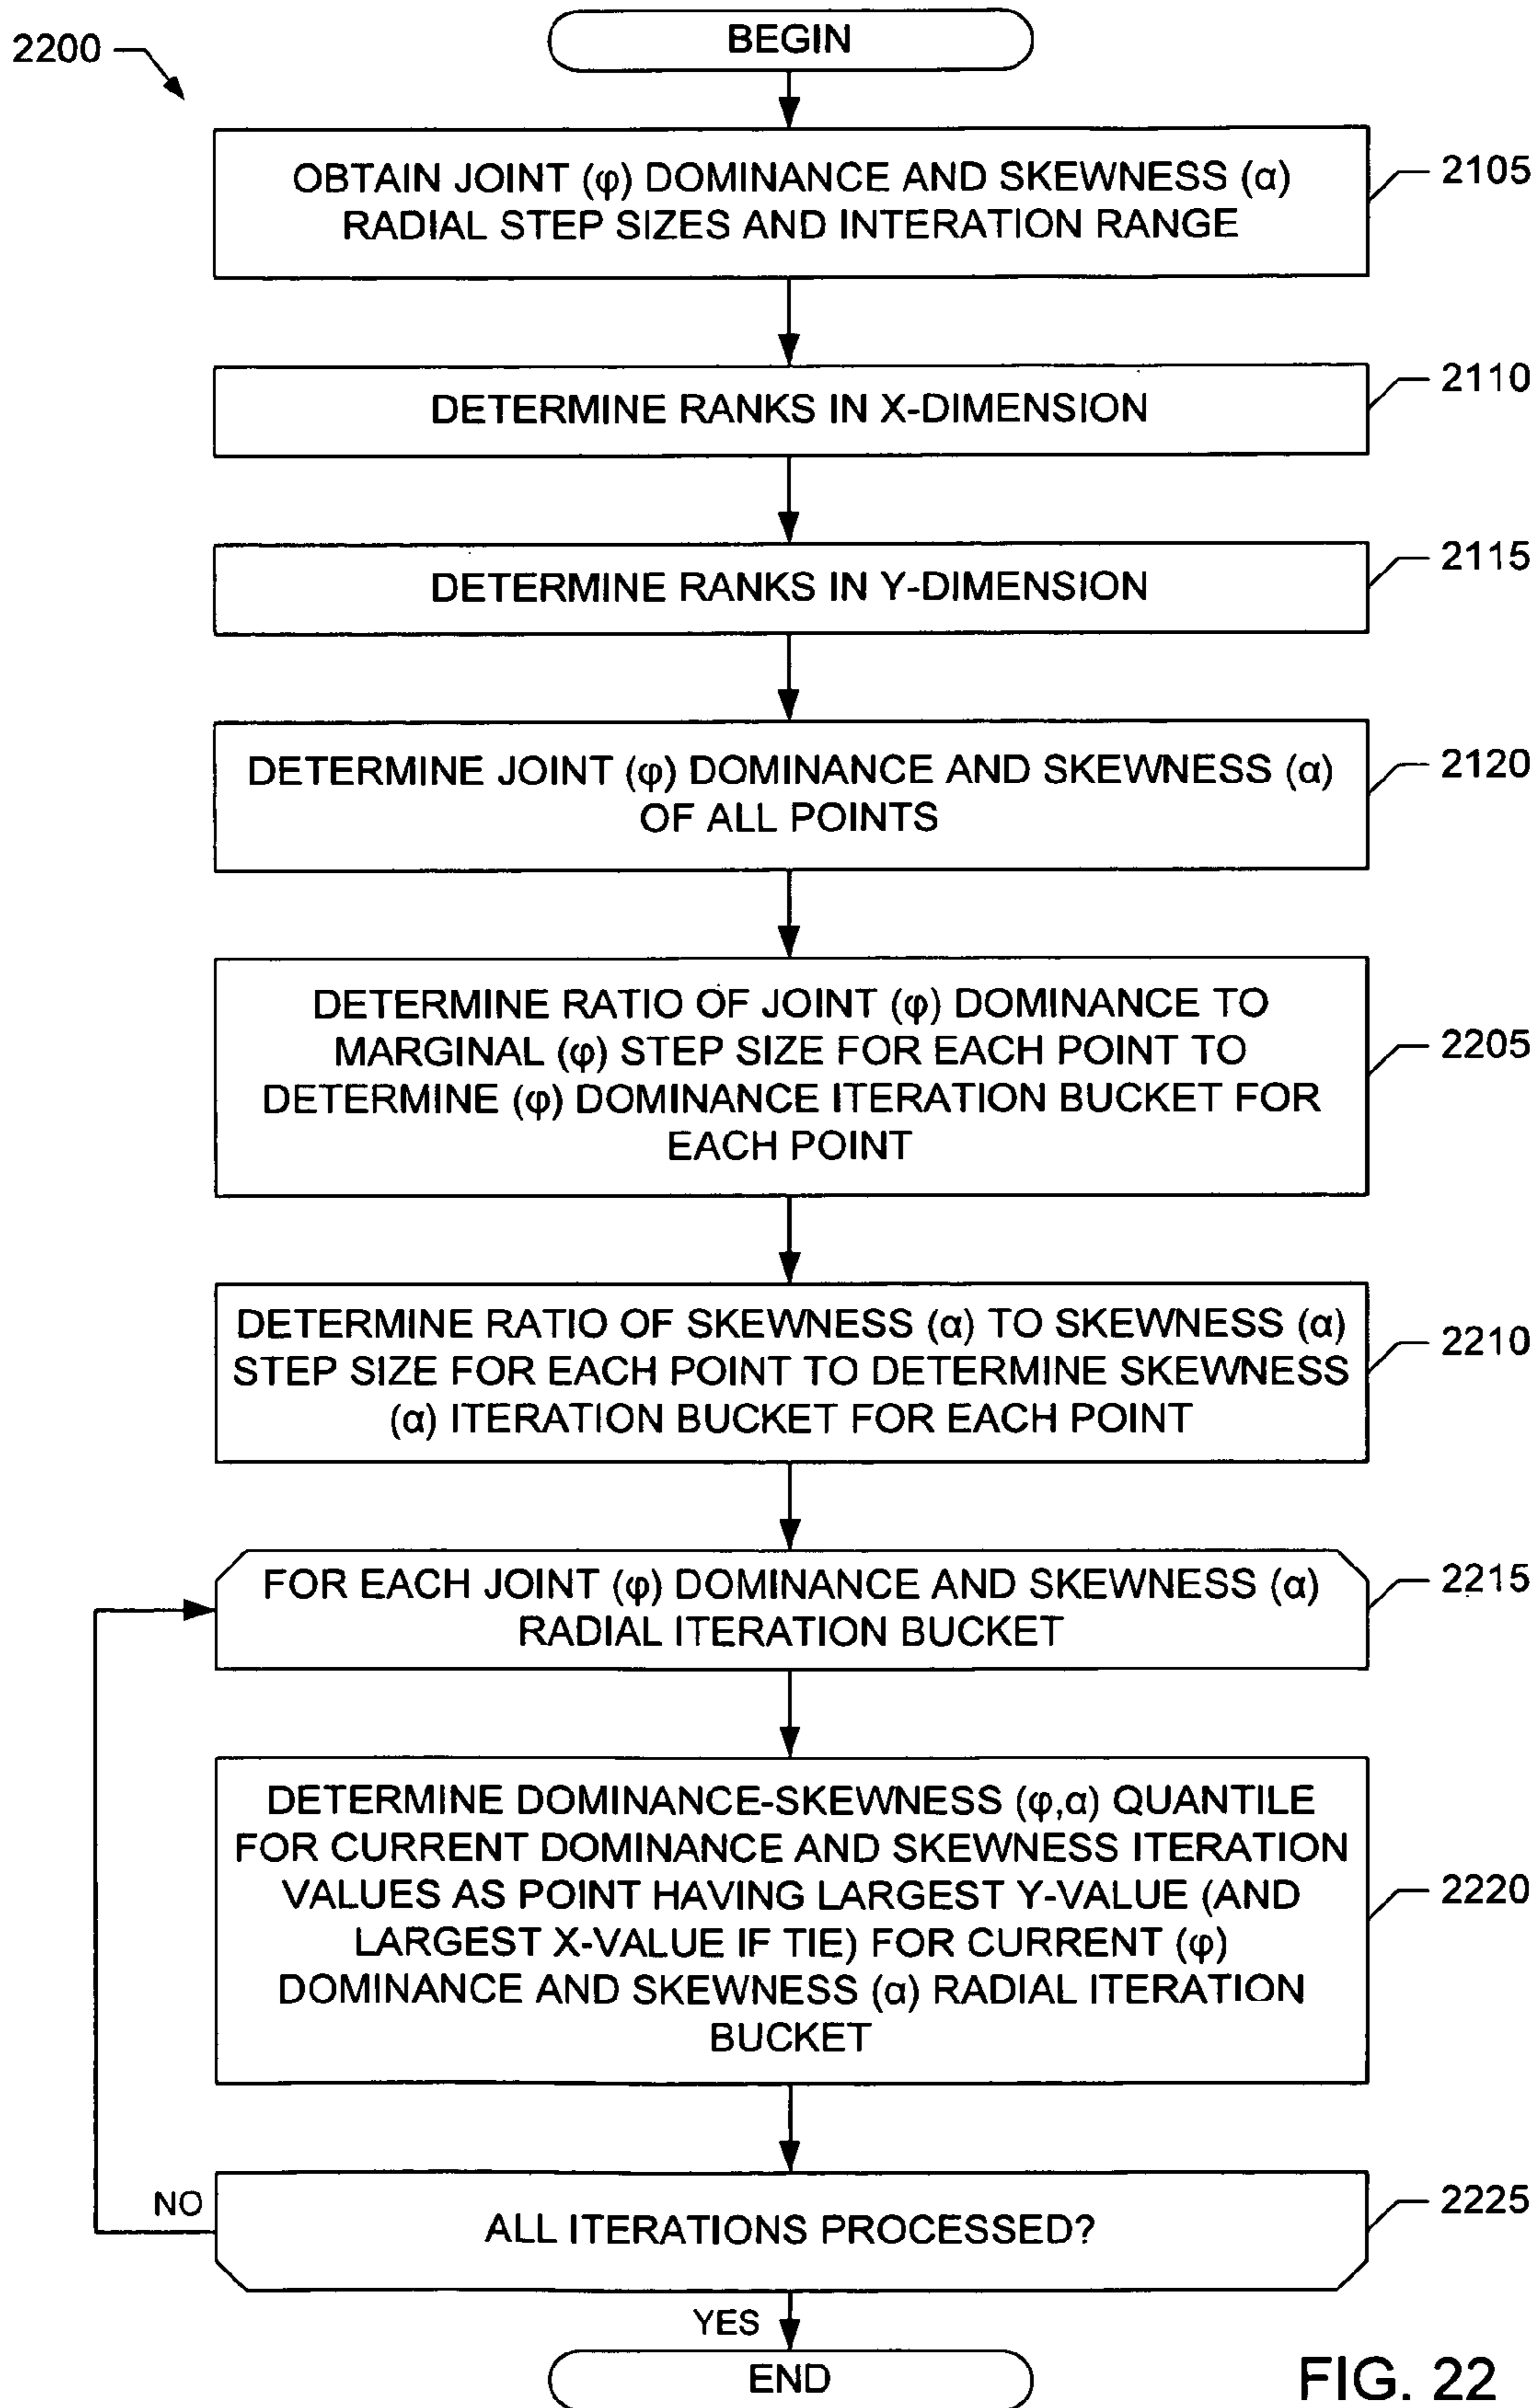 2200
BEGIN
OBTAIN JOINT (φ) DOMINANCE AND SKEWNESS (α)
RADIAL STEP SIZES AND INTERATION RANGE
2105
DETERMINE RANKS IN X-DIMENSION
2110
DETERMINE RANKS IN Y-DIMENSION
2115
DETERMINE JOINT (φ) DOMINANCE AND SKEWNESS (α)
OF ALL POINTS
2120
DETERMINE RATIO OF JOINT (φ) DOMINANCE TO
MARGINAL (φ) STEP SIZE FOR EACH POINT TO
DETERMINE (φ) DOMINANCE ITERATION BUCKET FOR
EACH POINT
2205
DETERMINE RATIO OF SKEWNESS (α) TO SKEWNESS (α)
STEP SIZE FOR EACH POINT TO DETERMINE SKEWNESS
(α) ITERATION BUCKET FOR EACH POINT
2210
FOR EACH JOINT (φ) DOMINANCE AND SKEWNESS (α)
RADIAL ITERATION BUCKET
2215
DETERMINE DOMINANCE-SKEWNESS (φ,α) QUANTILE
FOR CURRENT DOMINANCE AND SKEWNESS ITERATION
VALUES AS POINT HAVING LARGEST Y-VALUE (AND
LARGEST X-VALUE IF TIE) FOR CURRENT (φ)
DOMINANCE AND SKEWNESS (α) RADIAL ITERATION
BUCKET
2220
NO
ALL ITERATIONS PROCESSED?
2225
YES
END
FIG. 22